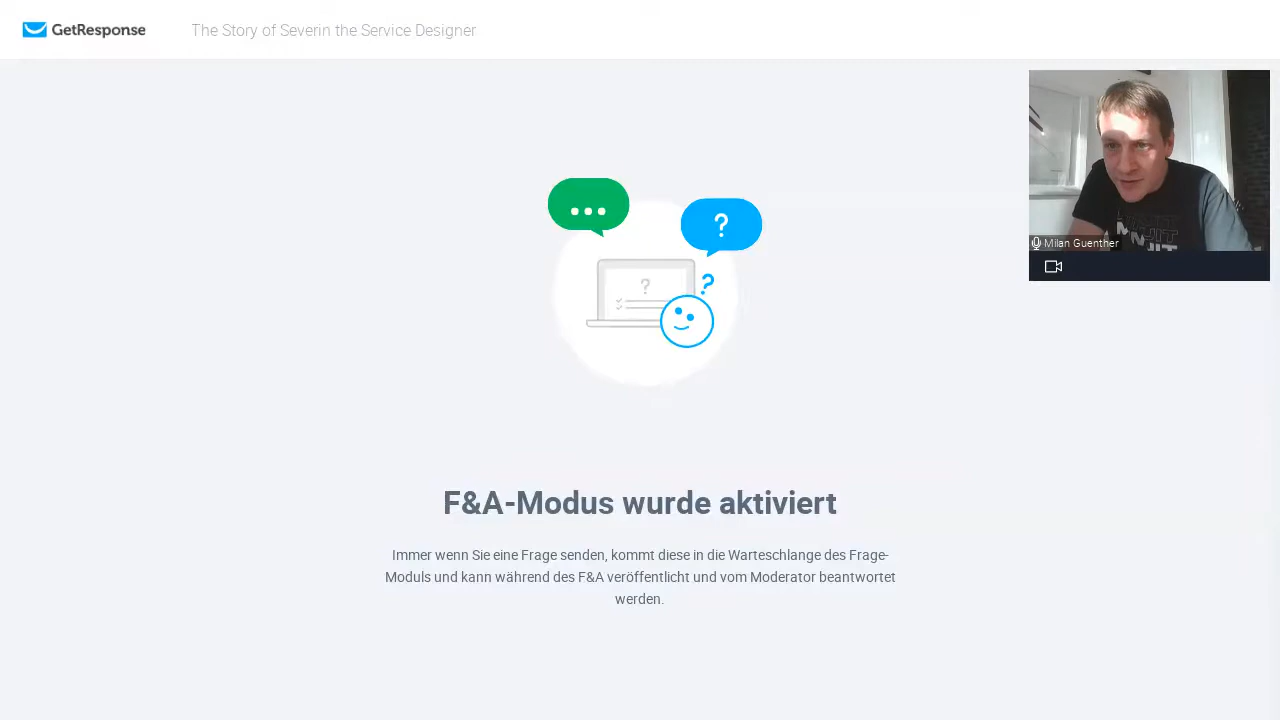 GetResponse
The Story of Severin the Service Designer
Milan Guenther
F&A-Modus wurde aktiviert
Immer wenn Sie eine Frage senden, kommt diese in die Warteschlange des Frage-
Moduls und kann während des F&A veröffentlicht und vom Moderator beantwortet
werden.